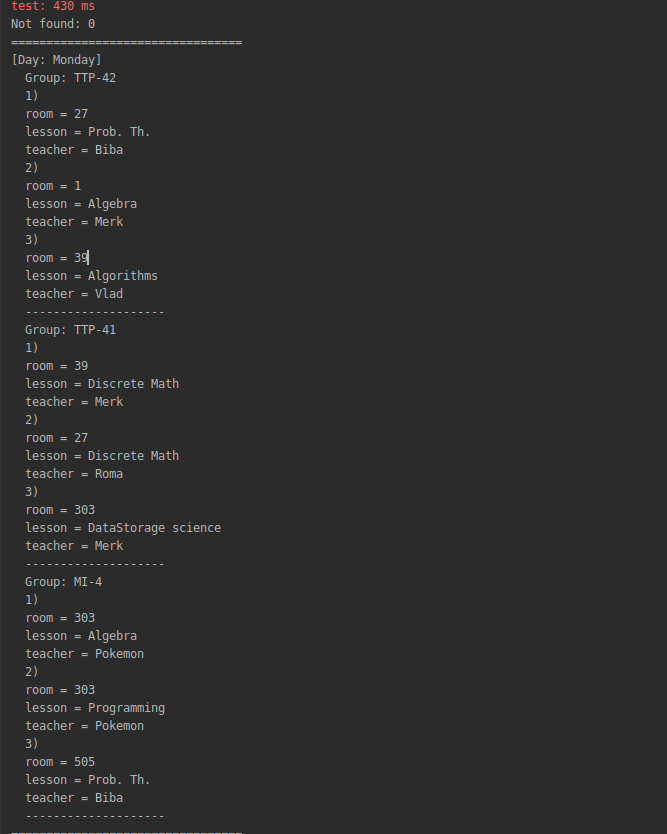 test: 430 ms
Not found: 0
=================================
[Day: Monday]
Group: TTP-42
1)
room = 27
lesson = Prob. Th.
teacher = Biba
2)
room = 1
lesson = Algebra
teacher = Merk
3)
room = 39
lesson = Algorithms
teacher = Vlad
--------------------
Group: TTP-41
1)
room = 39
lesson = Discrete Math
teacher = Merk
2)
room = 27
lesson = Discrete Math
teacher = Roma
3)
room = 303
lesson = DataStorage science
teacher = Merk
--------------------
Group: MI-4
1)
room = 303
lesson = Algebra
teacher = Pokemon
2)
room = 303
lesson = Programming
teacher = Pokemon
3)
room = 505
lesson = Prob. Th.
teacher = Biba
--------------------
=================================